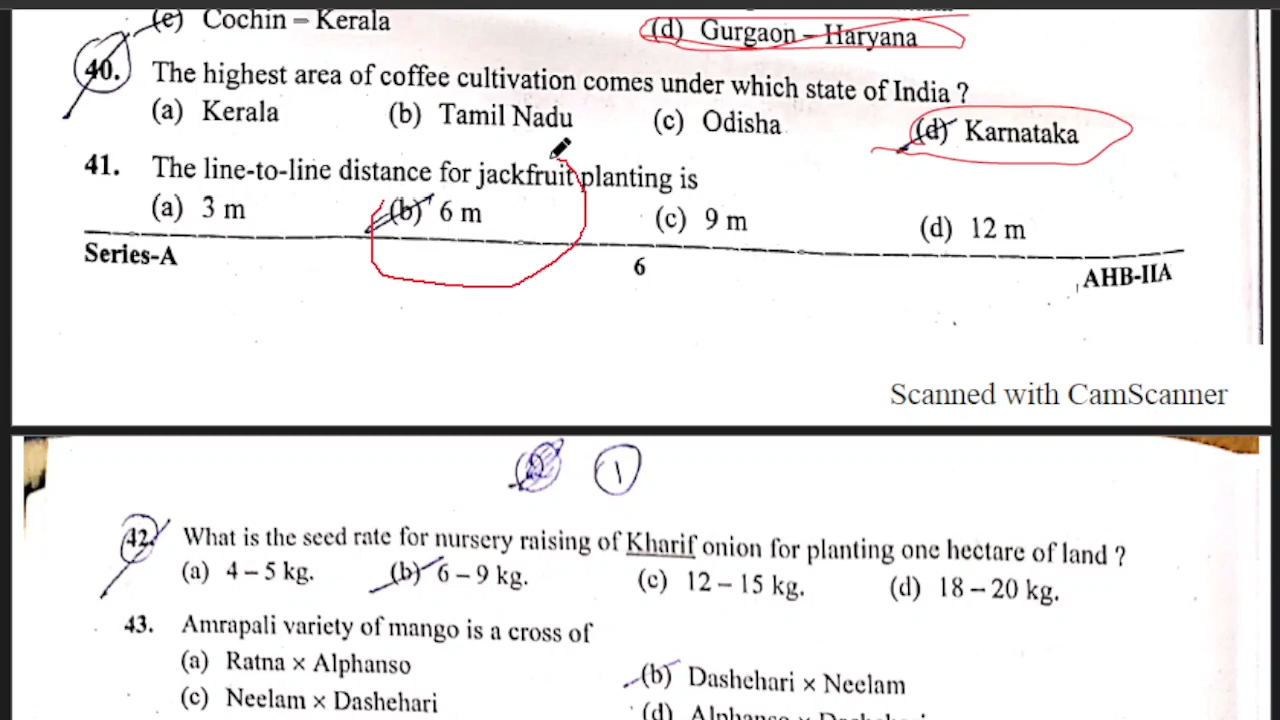 (c) Cochin – Kerala (d) Gurgaon – Haryana
40. The highest area of coffee cultivation comes under which state of India ?
(a) Kerala (b) Tamil Nadu (c) Odisha (d) Karnataka
41. The line-to-line distance for jackfruit planting is
(a) 3 m (b) 6 m (c) 9 m (d) 12 m
Series-A 6 AHB-IIA
Scanned with CamScanner
1
42. What is the seed rate for nursery raising of Kharif onion for planting one hectare of land ?
(a) 4 – 5 kg. (b) 6 – 9 kg. (c) 12 – 15 kg. (d) 18 – 20 kg.
43. Amrapali variety of mango is a cross of
(a) Ratna × Alphanso (b) Dashehari × Neelam
(c) Neelam × Dashehari (d)